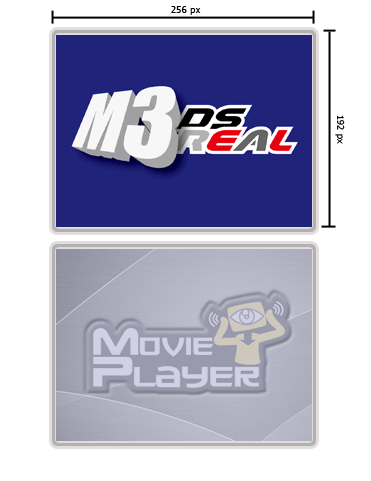 256 px
192 px
M3 DS
REAL
MOVIE
PLAYER